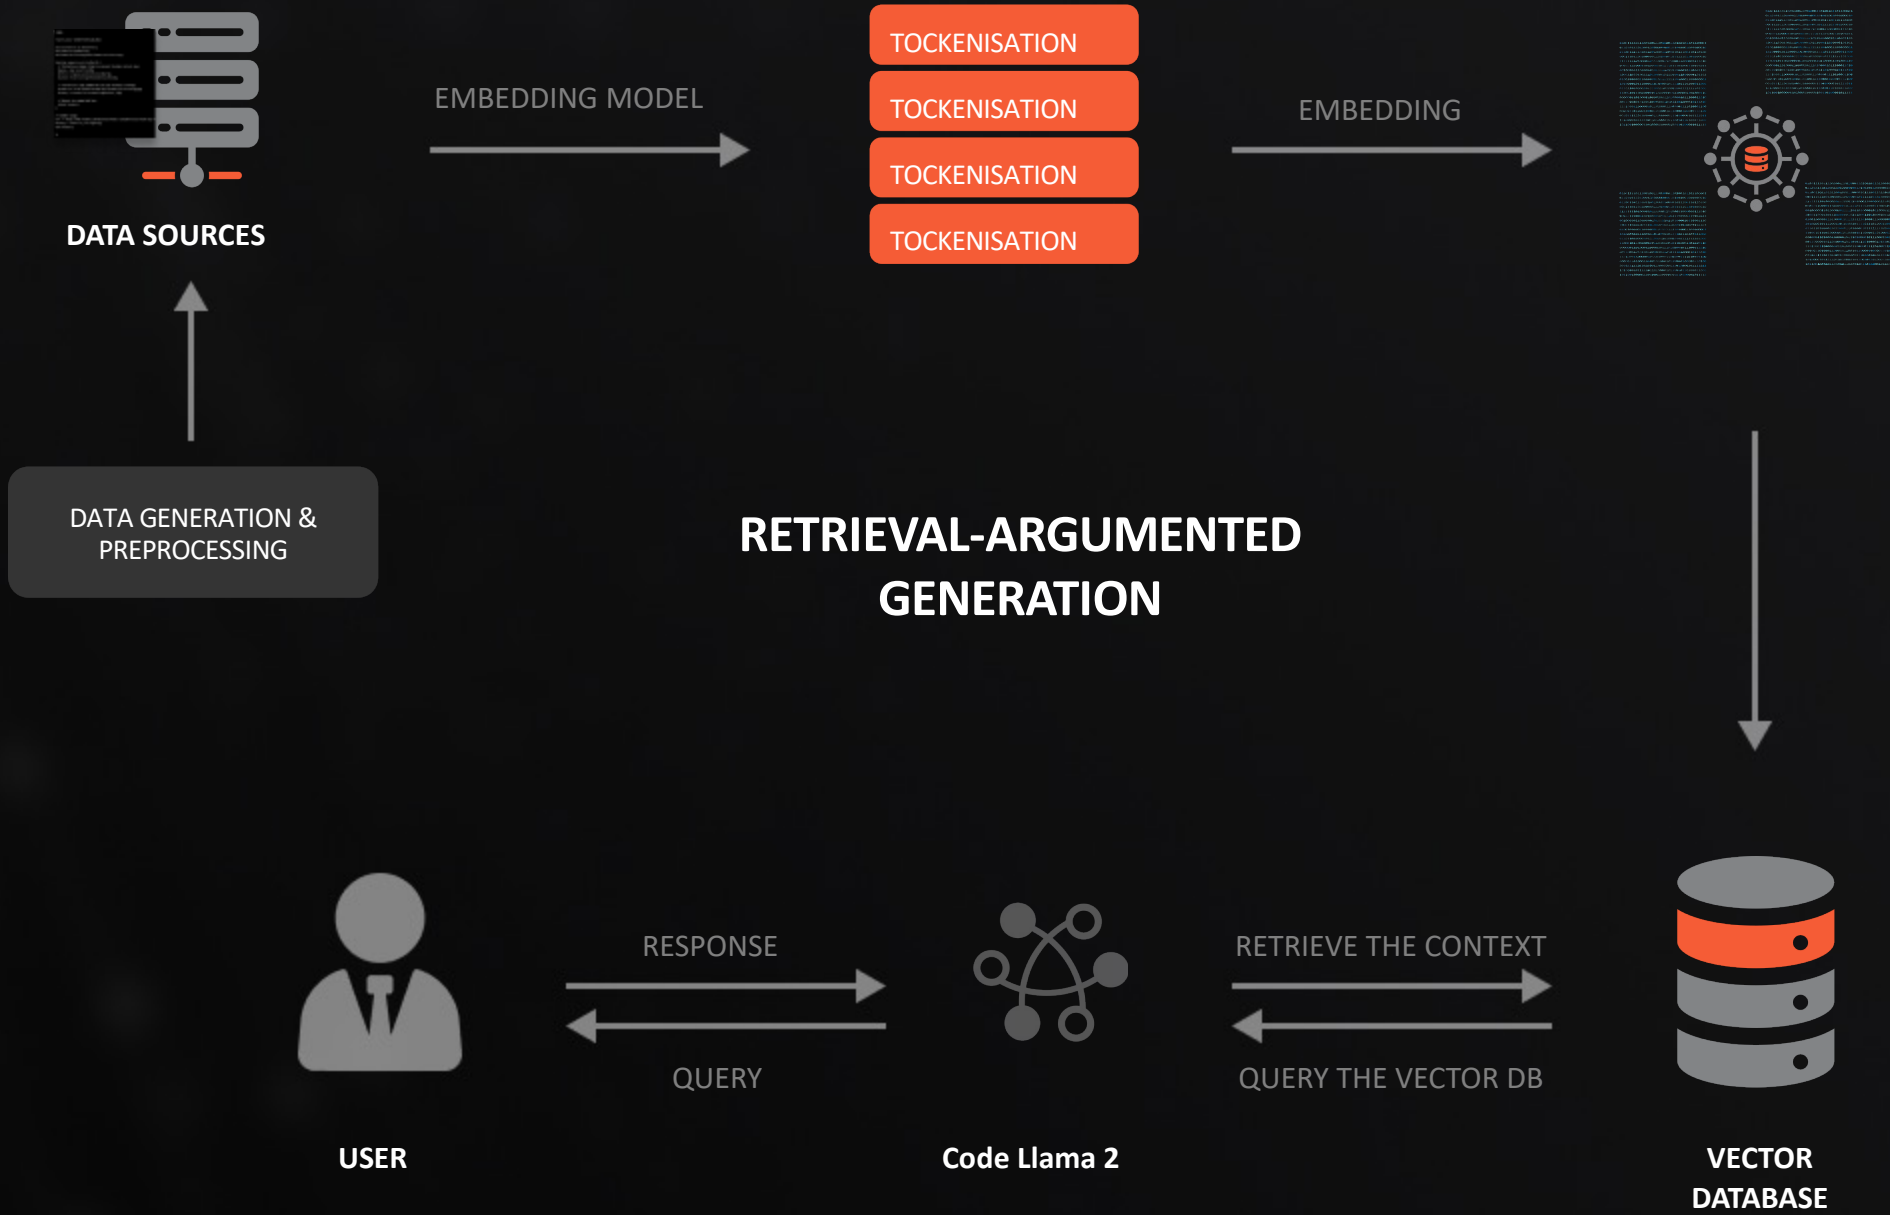 TOCKENISATION
EMBEDDING MODEL
TOCKENISATION
EMBEDDING
TOCKENISATION
TOCKENISATION
DATA SOURCES
DATA GENERATION &
PREPROCESSING
RETRIEVAL-ARGUMENTED
GENERATION
RESPONSE
RETRIEVE THE CONTEXT
QUERY
QUERY THE VECTOR DB
USER
Code Llama 2
VECTOR
DATABASE